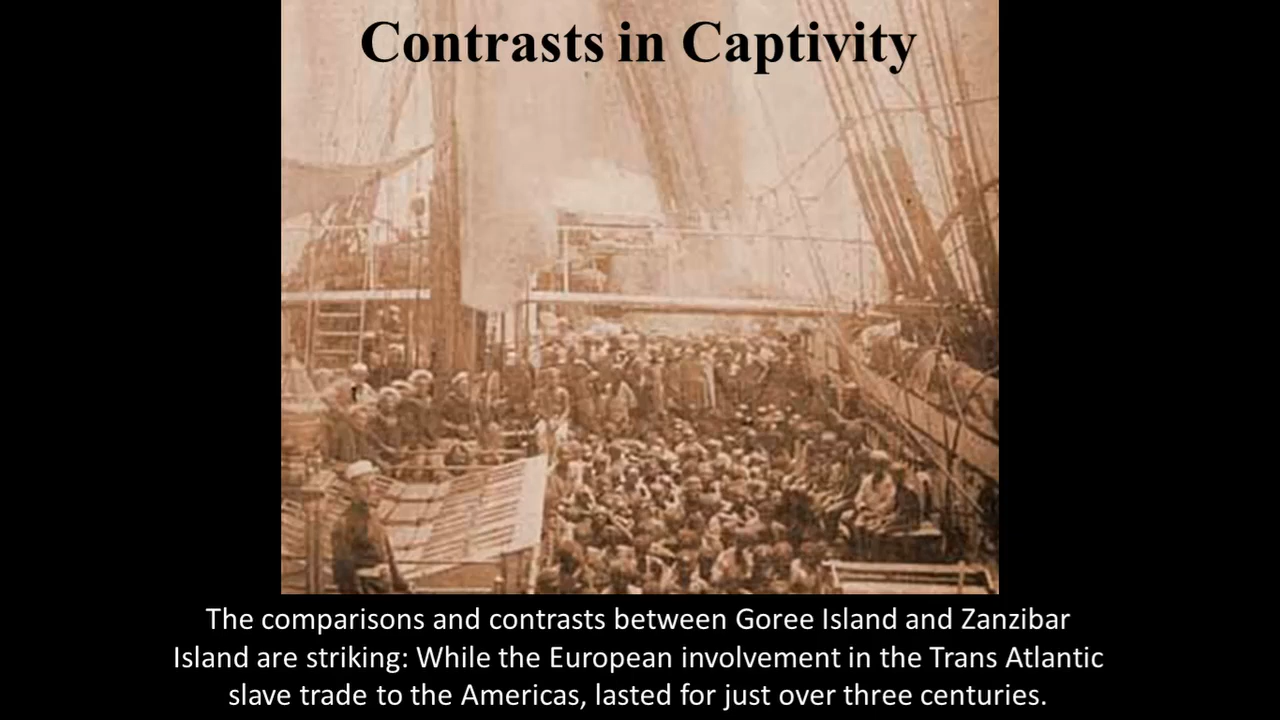 Contrasts in Captivity
The comparisons and contrasts between Goree Island and Zanzibar
Island are striking: While the European involvement in the Trans Atlantic
slave trade to the Americas, lasted for just over three centuries.